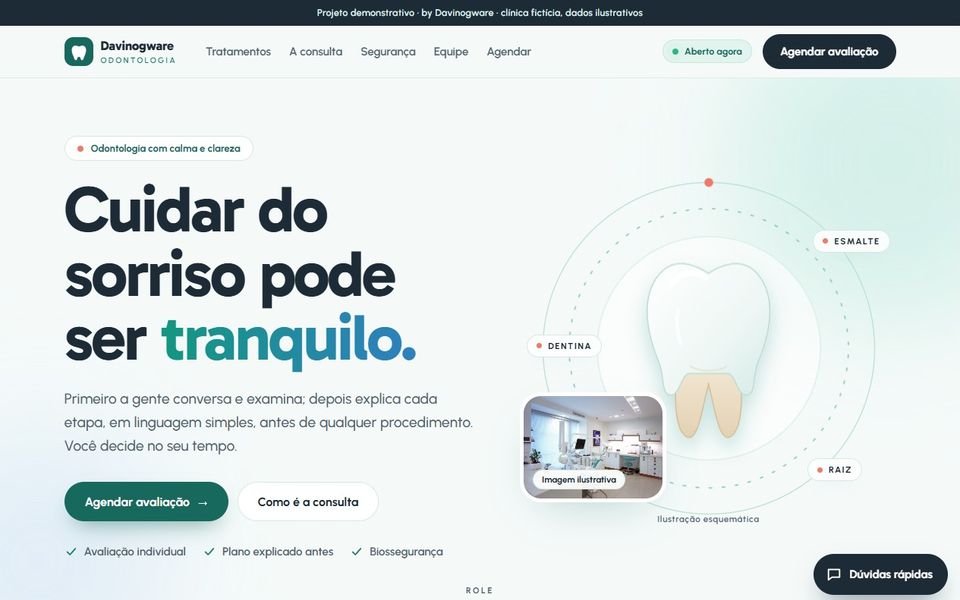 Projeto demonstrativo · by Davinogware · clínica fictícia, dados ilustrativos
Davinogware
ODONTOLOGIA
Tratamentos
A consulta
Segurança
Equipe
Agendar
Aberto agora
Agendar avaliação
Odontologia com calma e clareza
Cuidar do
sorriso pode
ser tranquilo.
Primeiro a gente conversa e examina; depois explica cada
etapa, em linguagem simples, antes de qualquer procedimento.
Você decide no seu tempo.
Agendar avaliação →
Como é a consulta
Avaliação individual
Plano explicado antes
Biossegurança
ESMALTE
DENTINA
Imagem ilustrativa
RAIZ
Ilustração esquemática
Dúvidas rápidas
ROLE